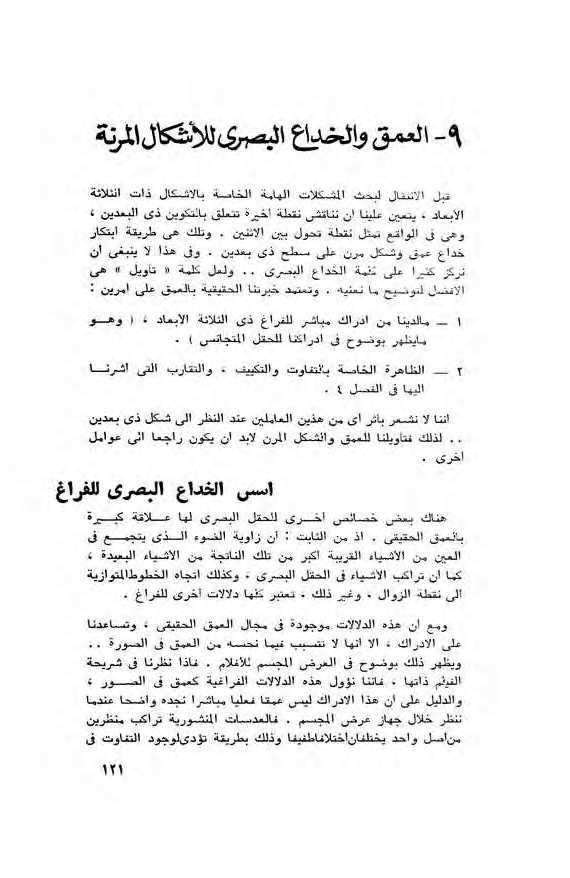 ٩ - العمق والخداع البصرى للأشكال المرنة
قبل الانتقال لبحث المشكلات الهامة الخاصة بالاشكال ذات الثلاثة
الابعاد ، يتعين علينا ان نناقش نقطة اخيرة تتعلق بالتكوين ذى البعدين ،
وهى فى الواقع تمثل نقطة تحول بين الاثنين . وتلك هى طريقة ابتكار
خداع عمق وشكل مرن على سطح ذى بعدين . وفى هذا لا ينبغى ان
نركز كثيرا على كلمة الخداع البصرى .. ولعل كلمة « تاويل » هى
الافضل لتوضيح ما نعنيه . وتعتمد خبرتنا الحقيقية بالعمق على امرين :
١ — مالدينا من ادراك مباشر للفراغ ذى الثلاثة الابعاد ، ( وهـو
مايظهر بوضوح فى ادراكنا للحقل المتجانس ) .
٢ — الظاهرة الخاصة بالتفاوت والتكييف ، والتقارب التى اشرنـا
اليها فى الفصل ٤ .
اننا لا نشعر بأثر اى من هذين العاملين عند النظر الى شكل ذى بعدين
.. لذلك فتأويلنا للعمق والشكل المرن لابد ان يكون راجعا الى عوامل
اخرى .
اسس الخداع البصرى للفراغ
هناك بعض خصائص اخـرى للحقل البصرى لها عـلاقة كبـيرة
بالعمق الحقيقى . اذ من الثابت : ان زاوية الضوء الـذى يتجمـع فى
العين من الأشياء القريبة اكبر من تلك الناتجة من الاشياء البعيدة ،
كما ان تراكب الاشياء فى الحقل البصرى ، وكذلك اتجاه الخطوط المتوازية
الى نقطة الزوال ، وغير ذلك ، تعتبر كلها دلالات أخرى للفراغ .
ومع ان هذه الدلالات موجودة فى مجال العمق الحقيقى ، وتساعدنا
على الادراك ، الا انها لا تتسبب فيما نحسه من العمق فى الصورة ..
ويظهر ذلك بوضوح فى العرض المجسم للأفلام . فاذا نظرنا فى شريحة
الفيلم ذاتها ، فاننا نؤول هذه الدلالات الفراغية كعمق فى الصـور ،
والدليل على ان هذا الادراك ليس عمقا فعليا مباشرا نجده واضحـا عندما
ننظر خلال جهاز عرض المجسم . فالعدسات المنشورية تراكب منظرين
من أصل واحد يختلفان اختلافا طفيفا وذلك بطريقة تؤدى لوجود التفاوت فى
١٢١